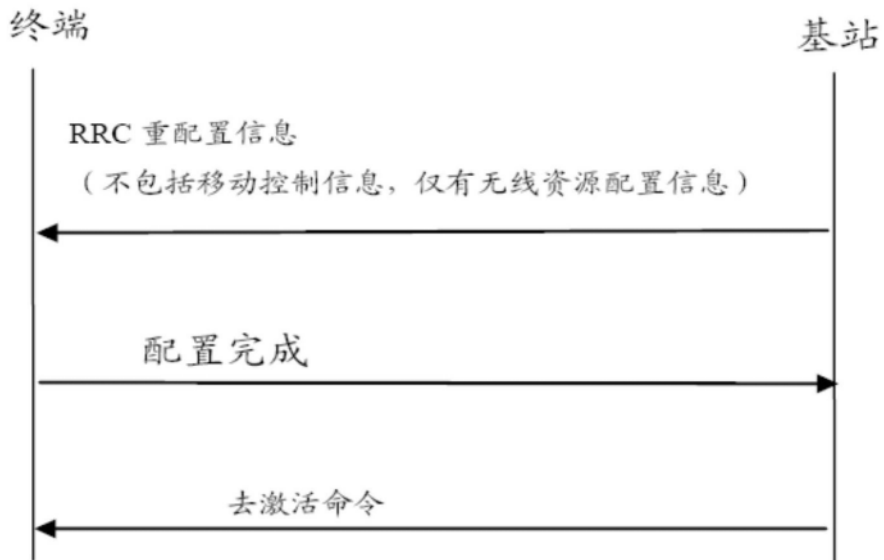 终端
基站
RRC 重配置信息
（不包括移动控制信息，仅有无线资源配置信息）
配置完成
去激活命令